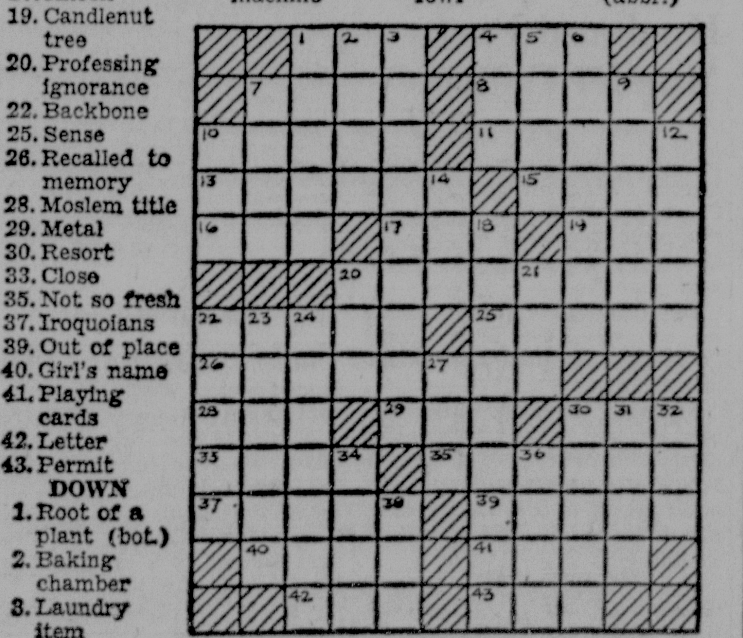 machine fowl (abbr.)
19. Candlenut
tree
20. Professing
ignorance
22. Backbone
25. Sense
26. Recalled to
memory
28. Moslem title
29. Metal
30. Resort
33. Close
35. Not so fresh
37. Iroquoians
39. Out of place
40. Girl's name
41. Playing
cards
42. Letter
43. Permit
DOWN
1. Root of a
plant (bot.)
2. Baking
chamber
3. Laundry
item
1 2 3 4 5 6
7 8 9
10 11 12
13 14 15
16 17 18 19
20 21
22 23 24 25
26 27
28 29 30 31 32
33 34 35 36
37 38 39
40 41
42 43